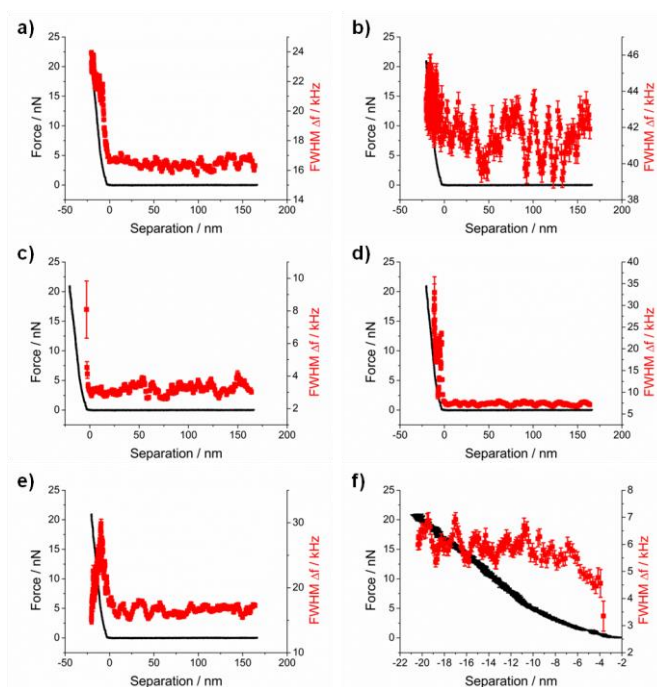 a)
Force / nN
25
20
15
10
5
0
24
22
20
18
16
14
FWHM Δf / kHz
-50 0 50 100 150 200
Separation / nm
b)
Force / nN
25
20
15
10
5
0
46
44
42
40
38
FWHM Δf / kHz
-50 0 50 100 150 200
Separation / nm
c)
Force / nN
25
20
15
10
5
0
10
8
6
4
2
FWHM Δf / kHz
-50 0 50 100 150 200
Separation / nm
d)
Force / nN
25
20
15
10
5
0
40
35
30
25
20
15
10
5
FWHM Δf / kHz
-50 0 50 100 150 200
Separation / nm
e)
Force / nN
25
20
15
10
5
0
30
20
10
FWHM Δf / kHz
-50 0 50 100 150 200
Separation / nm
f)
Force / nN
25
20
15
10
5
0
8
7
6
5
4
3
2
FWHM Δf / kHz
-22 -20 -18 -16 -14 -12 -10 -8 -6 -4 -2
Separation / nm